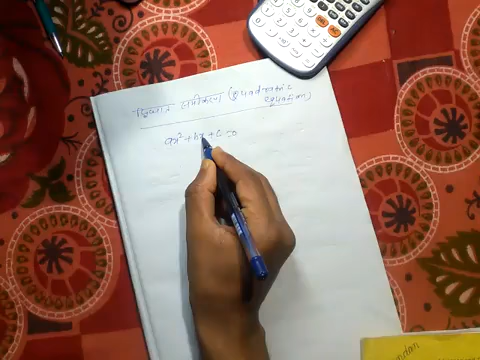 द्विघात समीकरण (Quadratic
equation)
ax²+bx+c=0